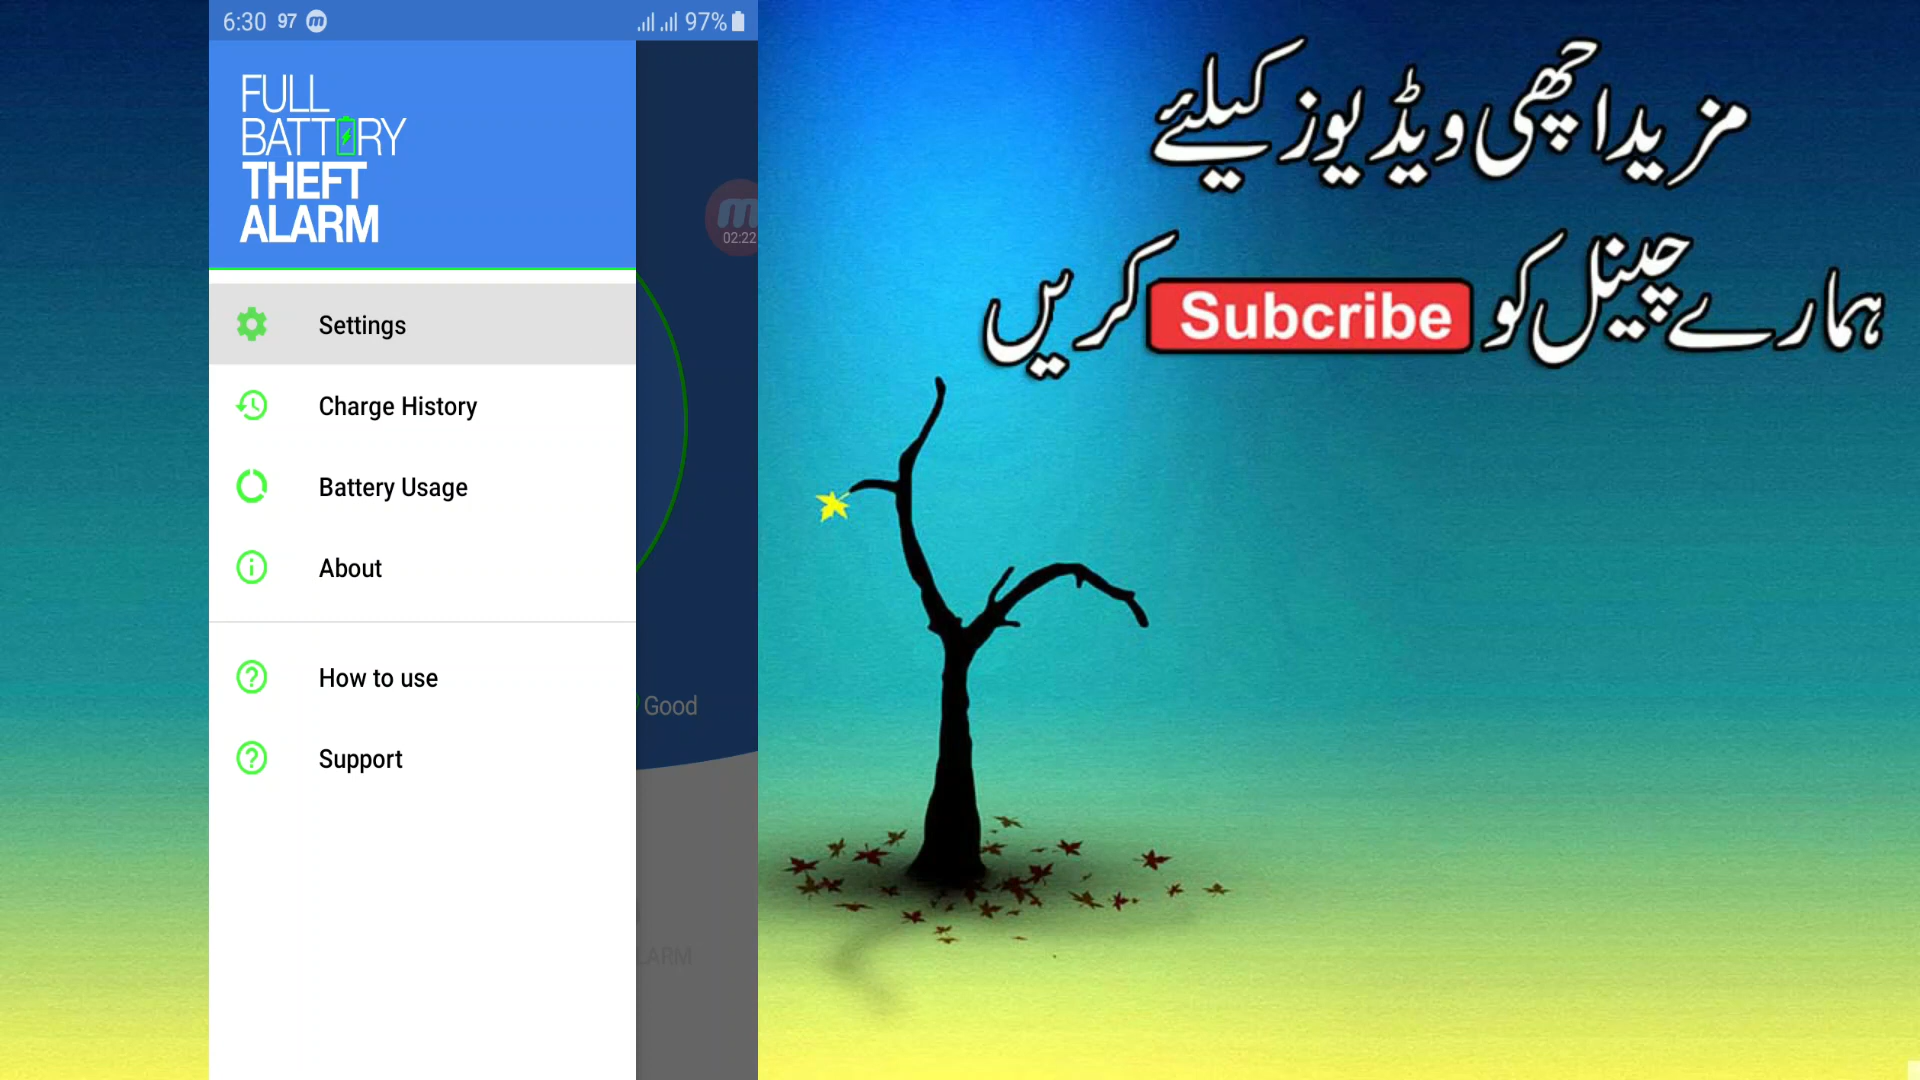 6:30 97 m 97%
FULL
BATTERY
THEFT
ALARM
m
02:22
Settings
Charge History
Battery Usage
About
How to use
Support
Good
LARM
مزید اچھی ویڈیوز کیلئے
ہمارے چینل کو Subcribe کریں